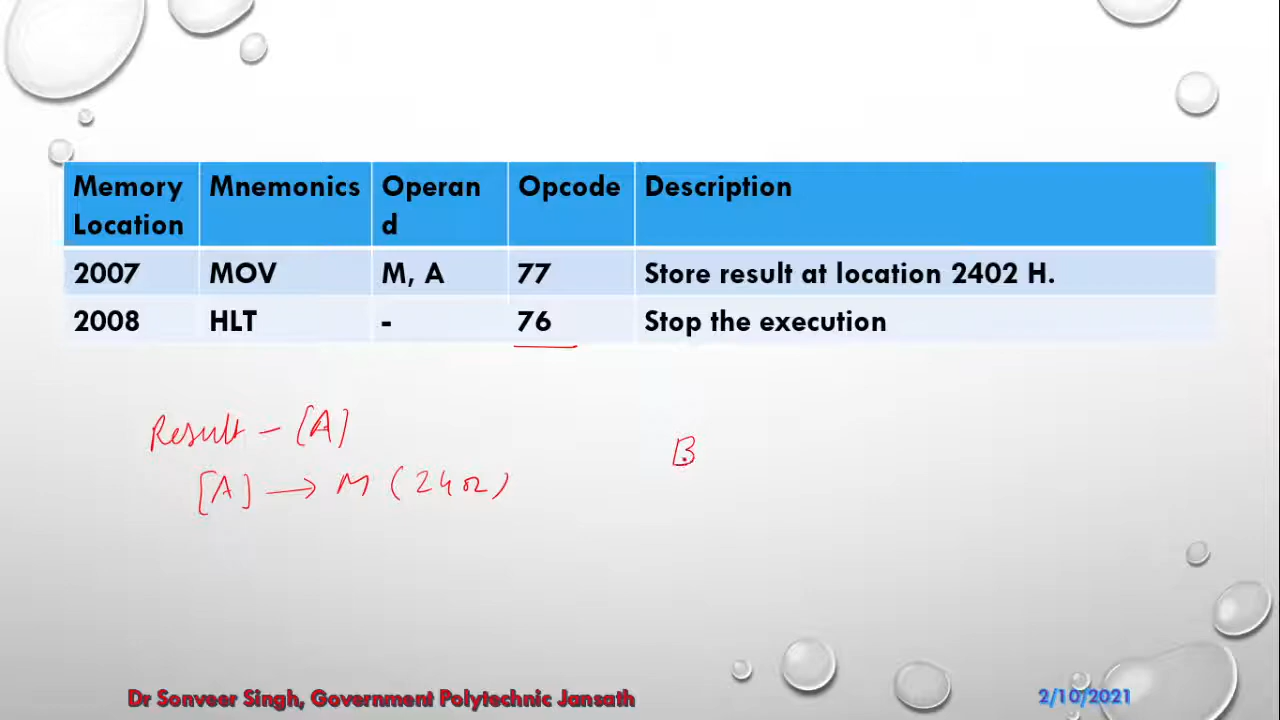 Memory Location Mnemonics Operan d Opcode Description
2007 MOV M, A 77 Store result at location 2402 H.
2008 HLT - 76 Stop the execution
Result - [A]
B
[A] → M (2402)
Dr Sonveer Singh, Government Polytechnic Jansath 2/10/2021